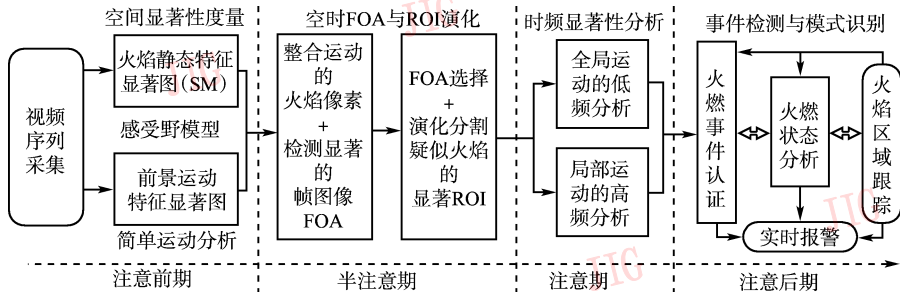 空间显著性度量
空时FOA与ROI演化
时频显著性分析
事件检测与模式识别
视频
序列
采集
火焰静态特征
显著图(SM)
感受野模型
前景运动
特征显著图
简单运动分析
整合运动
的
火焰像素
+
检测显著
的
帧图像
FOA
FOA选择
+
演化分割
疑似火焰
的
显著ROI
全局运
动的低
频分析
局部运
动的高
频分析
火燃事件认证
火燃
状态
分析
火焰区域跟踪
实时报警
注意前期
半注意期
注意期
注意后期
JIG
JIG
JIG
JIG